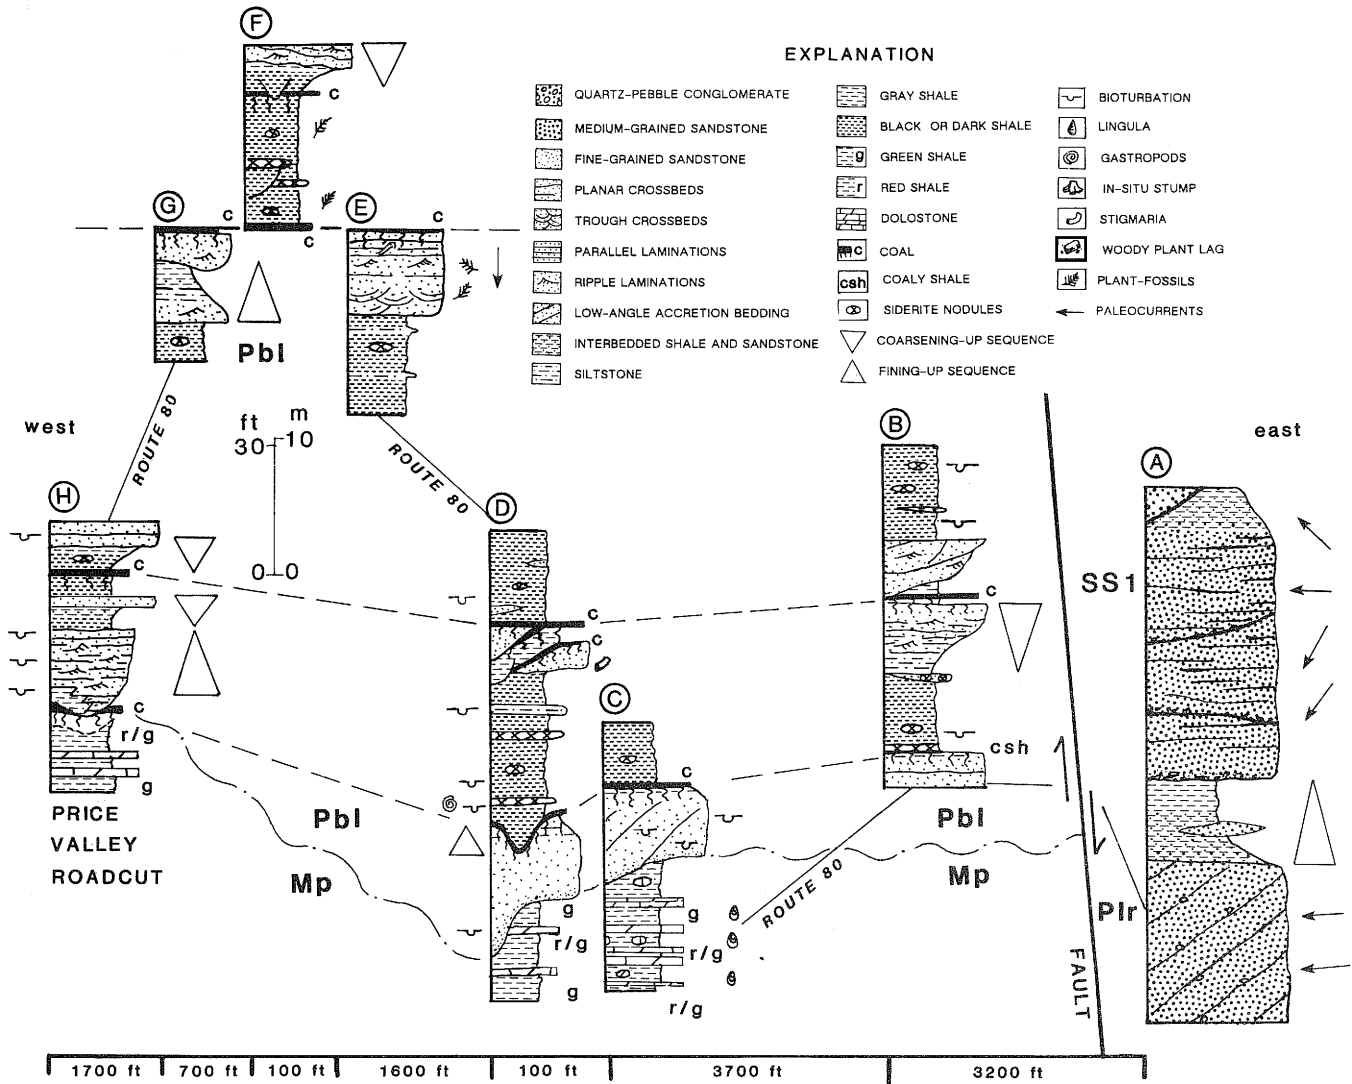 F
EXPLANATION
QUARTZ-PEBBLE CONGLOMERATE
MEDIUM-GRAINED SANDSTONE
FINE-GRAINED SANDSTONE
PLANAR CROSSBEDS
TROUGH CROSSBEDS
PARALLEL LAMINATIONS
RIPPLE LAMINATIONS
LOW-ANGLE ACCRETION BEDDING
INTERBEDDED SHALE AND SANDSTONE
SILTSTONE
GRAY SHALE
BLACK OR DARK SHALE
g GREEN SHALE
r RED SHALE
DOLOSTONE
c COAL
csh COALY SHALE
SIDERITE NODULES
COARSENING-UP SEQUENCE
FINING-UP SEQUENCE
BIOTURBATION
LINGULA
GASTROPODS
IN-SITU STUMP
STIGMARIA
WOODY PLANT LAG
PLANT-FOSSILS
PALEOCURRENTS
c
c
G
c
E
c
Pbl
ROUTE 80
ROUTE 80
ft m
30 10
0 0
west
east
H
c
c
r/g
g
PRICE
VALLEY
ROADCUT
D
c
c
g
r/g
g
C
c
g
r/g
r/g
B
c
csh
ROUTE 80
Pbl
Mp
Pbl
Mp
A
SS1
Plr
FAULT
1700 ft
700 ft
100 ft
1600 ft
100 ft
3700 ft
3200 ft